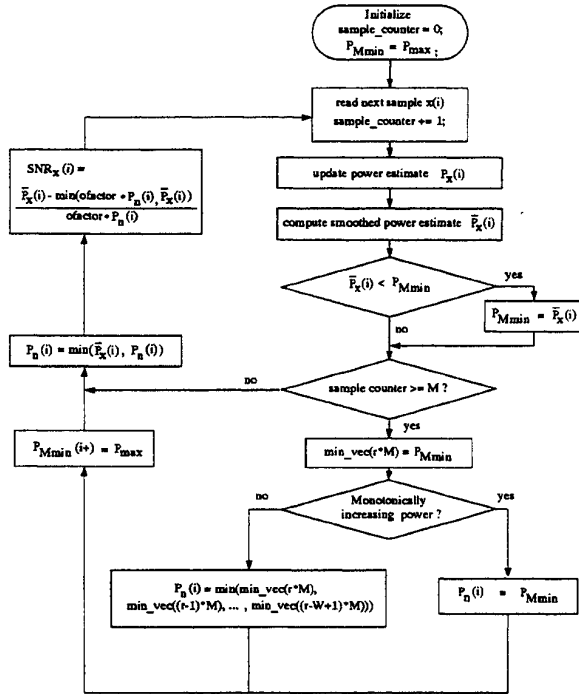 Initialize
sample_counter = 0;
P_Mmin = P_max ;
read next sample x(i)
sample_counter += 1;
update power estimate P_x(i)
compute smoothed power estimate P̅_x(i)
P̅_x(i) < P_Mmin
yes
P_Mmin = P̅_x(i)
no
sample counter >= M ?
no
yes
min_vec(r*M) = P_Mmin
Monotonically
increasing power ?
no
yes
P_n(i) = min(min_vec(r*M),
min_vec((r-1)*M), ... , min_vec((r-W+1)*M)))
P_n(i) = P_Mmin
P_Mmin(i+) = P_max
P_n(i) = min(P̅_x(i), P_n(i))
SNR_x(i) =
P̅_x(i) - min(ofactor * P_n(i), P̅_x(i))
ofactor * P_n(i)